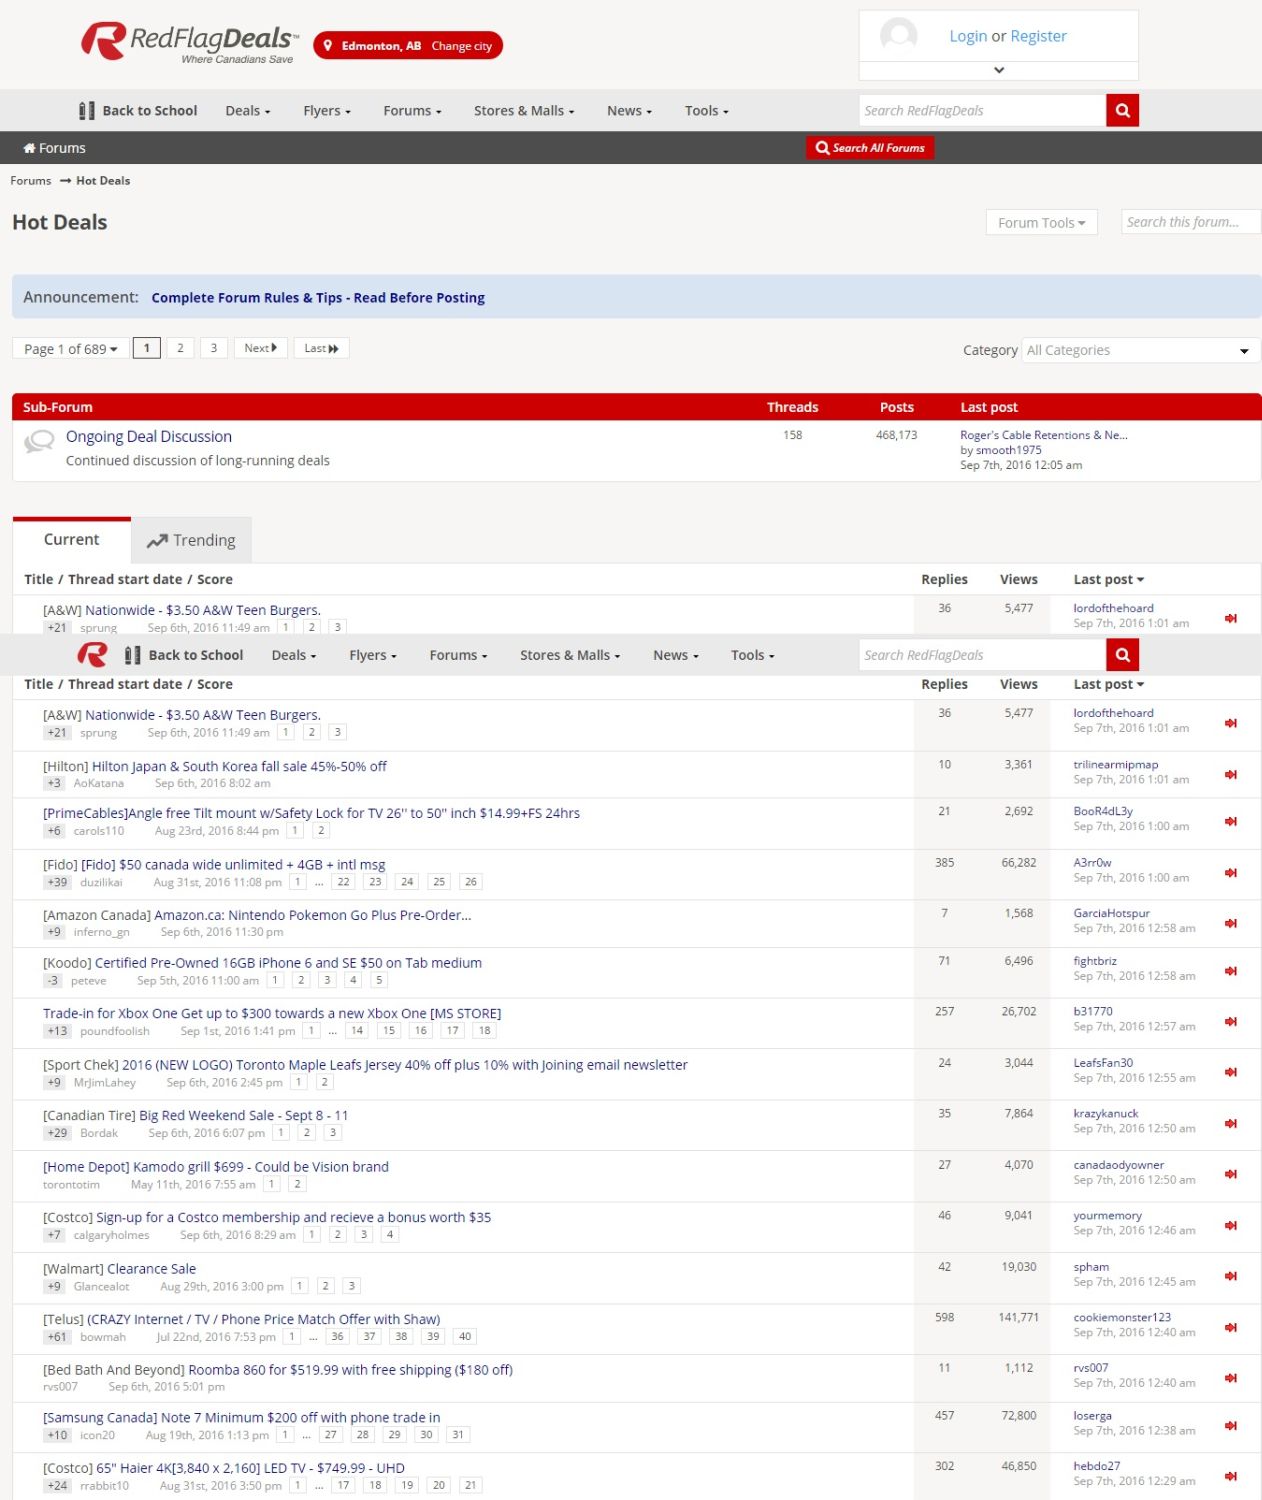 RedFlagDeals™
Where Canadians Save
Edmonton, AB Change city
Login or Register
Back to School Deals Flyers Forums Stores & Malls News Tools Search RedFlagDeals
Forums Search All Forums
Forums → Hot Deals
Hot Deals Forum Tools Search this forum...
Announcement: Complete Forum Rules & Tips - Read Before Posting
Page 1 of 689 1 2 3 Next Last Category All Categories
Sub-Forum Threads Posts Last post
Ongoing Deal Discussion 158 468,173 Roger's Cable Retentions & Ne...
by smooth1975
Continued discussion of long-running deals
Sep 7th, 2016 12:05 am
Current Trending
Title / Thread start date / Score Replies Views Last post
[A&W] Nationwide - $3.50 A&W Teen Burgers. 36 5,477 lordofthehoard
+21 sprung Sep 6th, 2016 11:49 am 1 2 3 Sep 7th, 2016 1:01 am
Back to School Deals Flyers Forums Stores & Malls News Tools Search RedFlagDeals
Title / Thread start date / Score Replies Views Last post
[A&W] Nationwide - $3.50 A&W Teen Burgers. 36 5,477 lordofthehoard
+21 sprung Sep 6th, 2016 11:49 am 1 2 3 Sep 7th, 2016 1:01 am
[Hilton] Hilton Japan & South Korea fall sale 45%-50% off 10 3,361 trilinearmipmap
+3 AoKatana Sep 6th, 2016 8:02 am Sep 7th, 2016 1:01 am
[PrimeCables]Angle free Tilt mount w/Safety Lock for TV 26'' to 50'' inch $14.99+FS 24hrs 21 2,692 BooR4dL3y
+6 carols110 Aug 23rd, 2016 8:44 pm 1 2 Sep 7th, 2016 1:00 am
[Fido] [Fido] $50 canada wide unlimited + 4GB + intl msg 385 66,282 A3rr0w
+39 duzilikai Aug 31st, 2016 11:08 pm 1 ... 22 23 24 25 26 Sep 7th, 2016 1:00 am
[Amazon Canada] Amazon.ca: Nintendo Pokemon Go Plus Pre-Order... 7 1,568 GarciaHotspur
+9 inferno_gn Sep 6th, 2016 11:30 pm Sep 7th, 2016 12:58 am
[Koodo] Certified Pre-Owned 16GB iPhone 6 and SE $50 on Tab medium 71 6,496 fightbriz
-3 peteve Sep 5th, 2016 11:00 am 1 2 3 4 5 Sep 7th, 2016 12:58 am
Trade-in for Xbox One Get up to $300 towards a new Xbox One [MS STORE] 257 26,702 b31770
+13 poundfoolish Sep 1st, 2016 1:41 pm 1 ... 14 15 16 17 18 Sep 7th, 2016 12:57 am
[Sport Chek] 2016 (NEW LOGO) Toronto Maple Leafs Jersey 40% off plus 10% with Joining email newsletter 24 3,044 LeafsFan30
+9 MrJimLahey Sep 6th, 2016 2:45 pm 1 2 Sep 7th, 2016 12:55 am
[Canadian Tire] Big Red Weekend Sale - Sept 8 - 11 35 7,864 krazykanuck
+29 Bordak Sep 6th, 2016 6:07 pm 1 2 3 Sep 7th, 2016 12:50 am
[Home Depot] Kamodo grill $699 - Could be Vision brand 27 4,070 canadaodyowner
torontotim May 11th, 2016 7:55 am 1 2 Sep 7th, 2016 12:50 am
[Costco] Sign-up for a Costco membership and recieve a bonus worth $35 46 9,041 yourmemory
+7 calgaryholmes Sep 6th, 2016 8:29 am 1 2 3 4 Sep 7th, 2016 12:46 am
[Walmart] Clearance Sale 42 19,030 spham
+9 Glancealot Aug 29th, 2016 3:00 pm 1 2 3 Sep 7th, 2016 12:45 am
[Telus] (CRAZY Internet / TV / Phone Price Match Offer with Shaw) 598 141,771 cookiemonster123
+61 bowmah Jul 22nd, 2016 7:53 pm 1 ... 36 37 38 39 40 Sep 7th, 2016 12:40 am
[Bed Bath And Beyond] Roomba 860 for $519.99 with free shipping ($180 off) 11 1,112 rvs007
rvs007 Sep 6th, 2016 5:01 pm Sep 7th, 2016 12:40 am
[Samsung Canada] Note 7 Minimum $200 off with phone trade in 457 72,800 loserga
+10 icon20 Aug 19th, 2016 1:13 pm 1 ... 27 28 29 30 31 Sep 7th, 2016 12:38 am
[Costco] 65" Haier 4K[3,840 x 2,160] LED TV - $749.99 - UHD 302 46,850 hebdo27
+24 rrabbit10 Aug 31st, 2016 3:50 pm 1 ... 17 18 19 20 21 Sep 7th, 2016 12:29 am